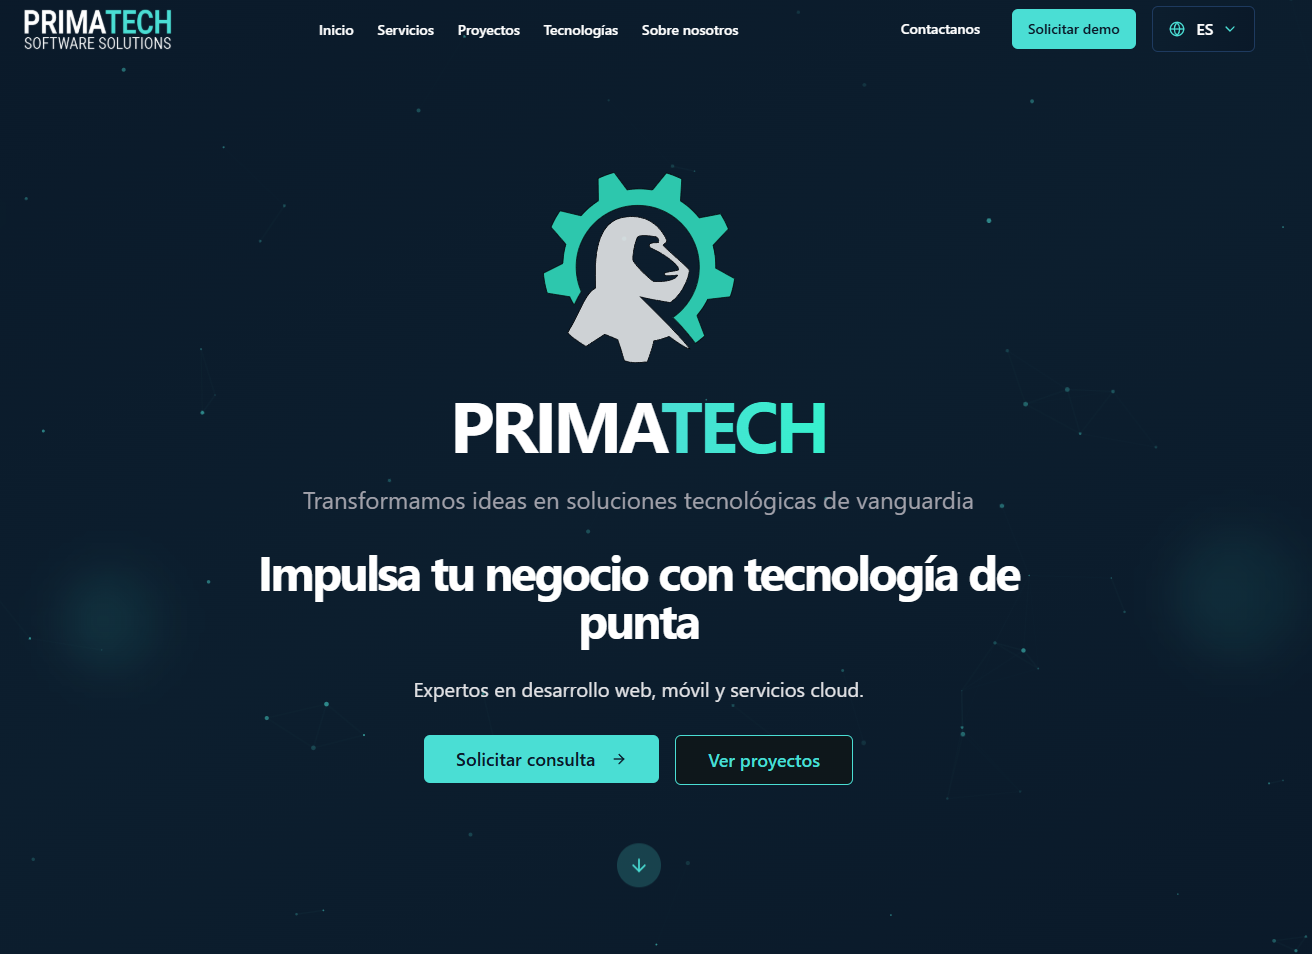 PRIMATECH
SOFTWARE SOLUTIONS
Inicio Servicios Proyectos Tecnologías Sobre nosotros Contactanos Solicitar demo ES
PRIMATECH
Transformamos ideas en soluciones tecnológicas de vanguardia
Impulsa tu negocio con tecnología de
punta
Expertos en desarrollo web, móvil y servicios cloud.
Solicitar consulta Ver proyectos